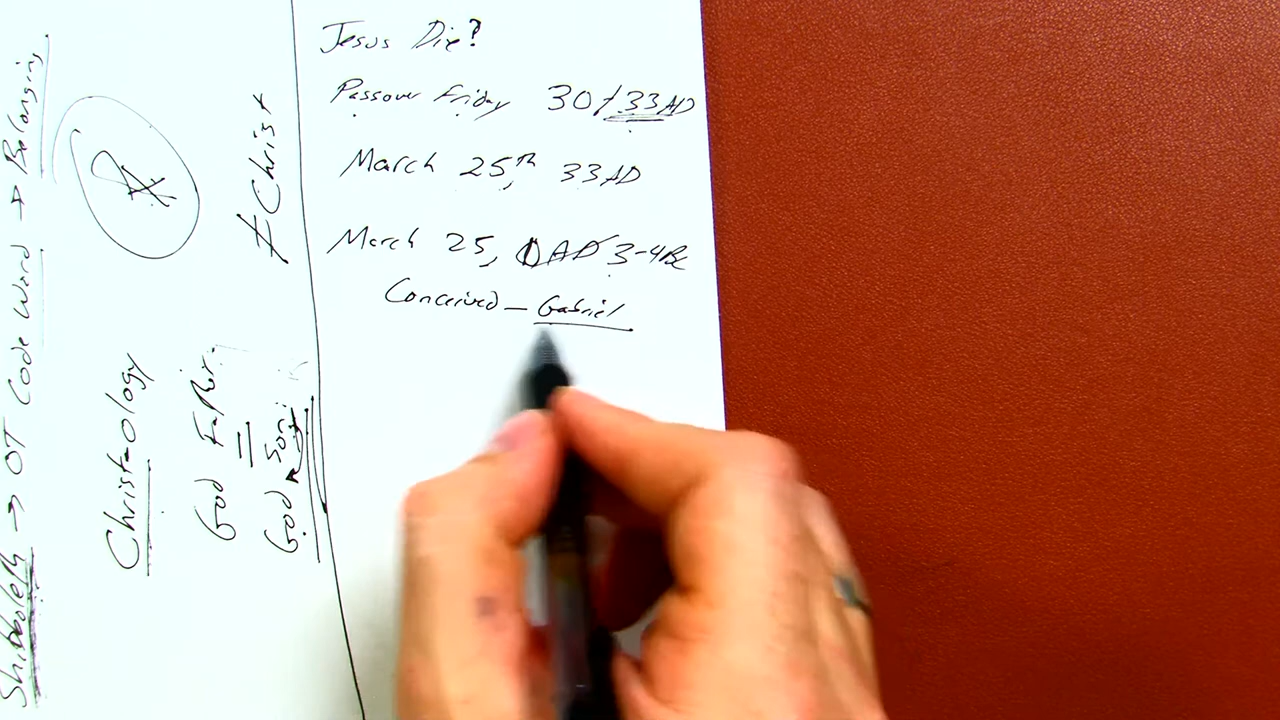 Jesus Die?
Passover Friday 30/33AD
March 25th 33AD
March 25, 0AD 3-4BC
Conceived - Gabriel
Shibboleth → OT Code Word → Belonging
Christ-ology
≠ Christ
God Father
=
God Son